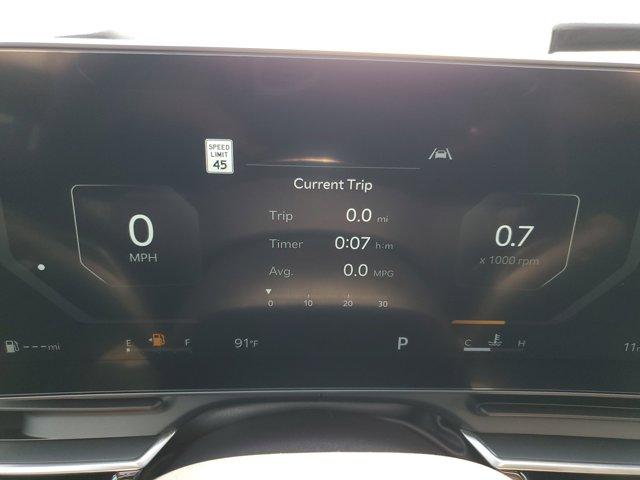 SPEED
LIMIT
45
Current Trip
Trip 0.0 mi
0
MPH
Timer 0:07 h:m
0.7
x 1000 rpm
Avg. 0.0 MPG
0 10 20 30
---mi
E F
91°F
P
C H
11